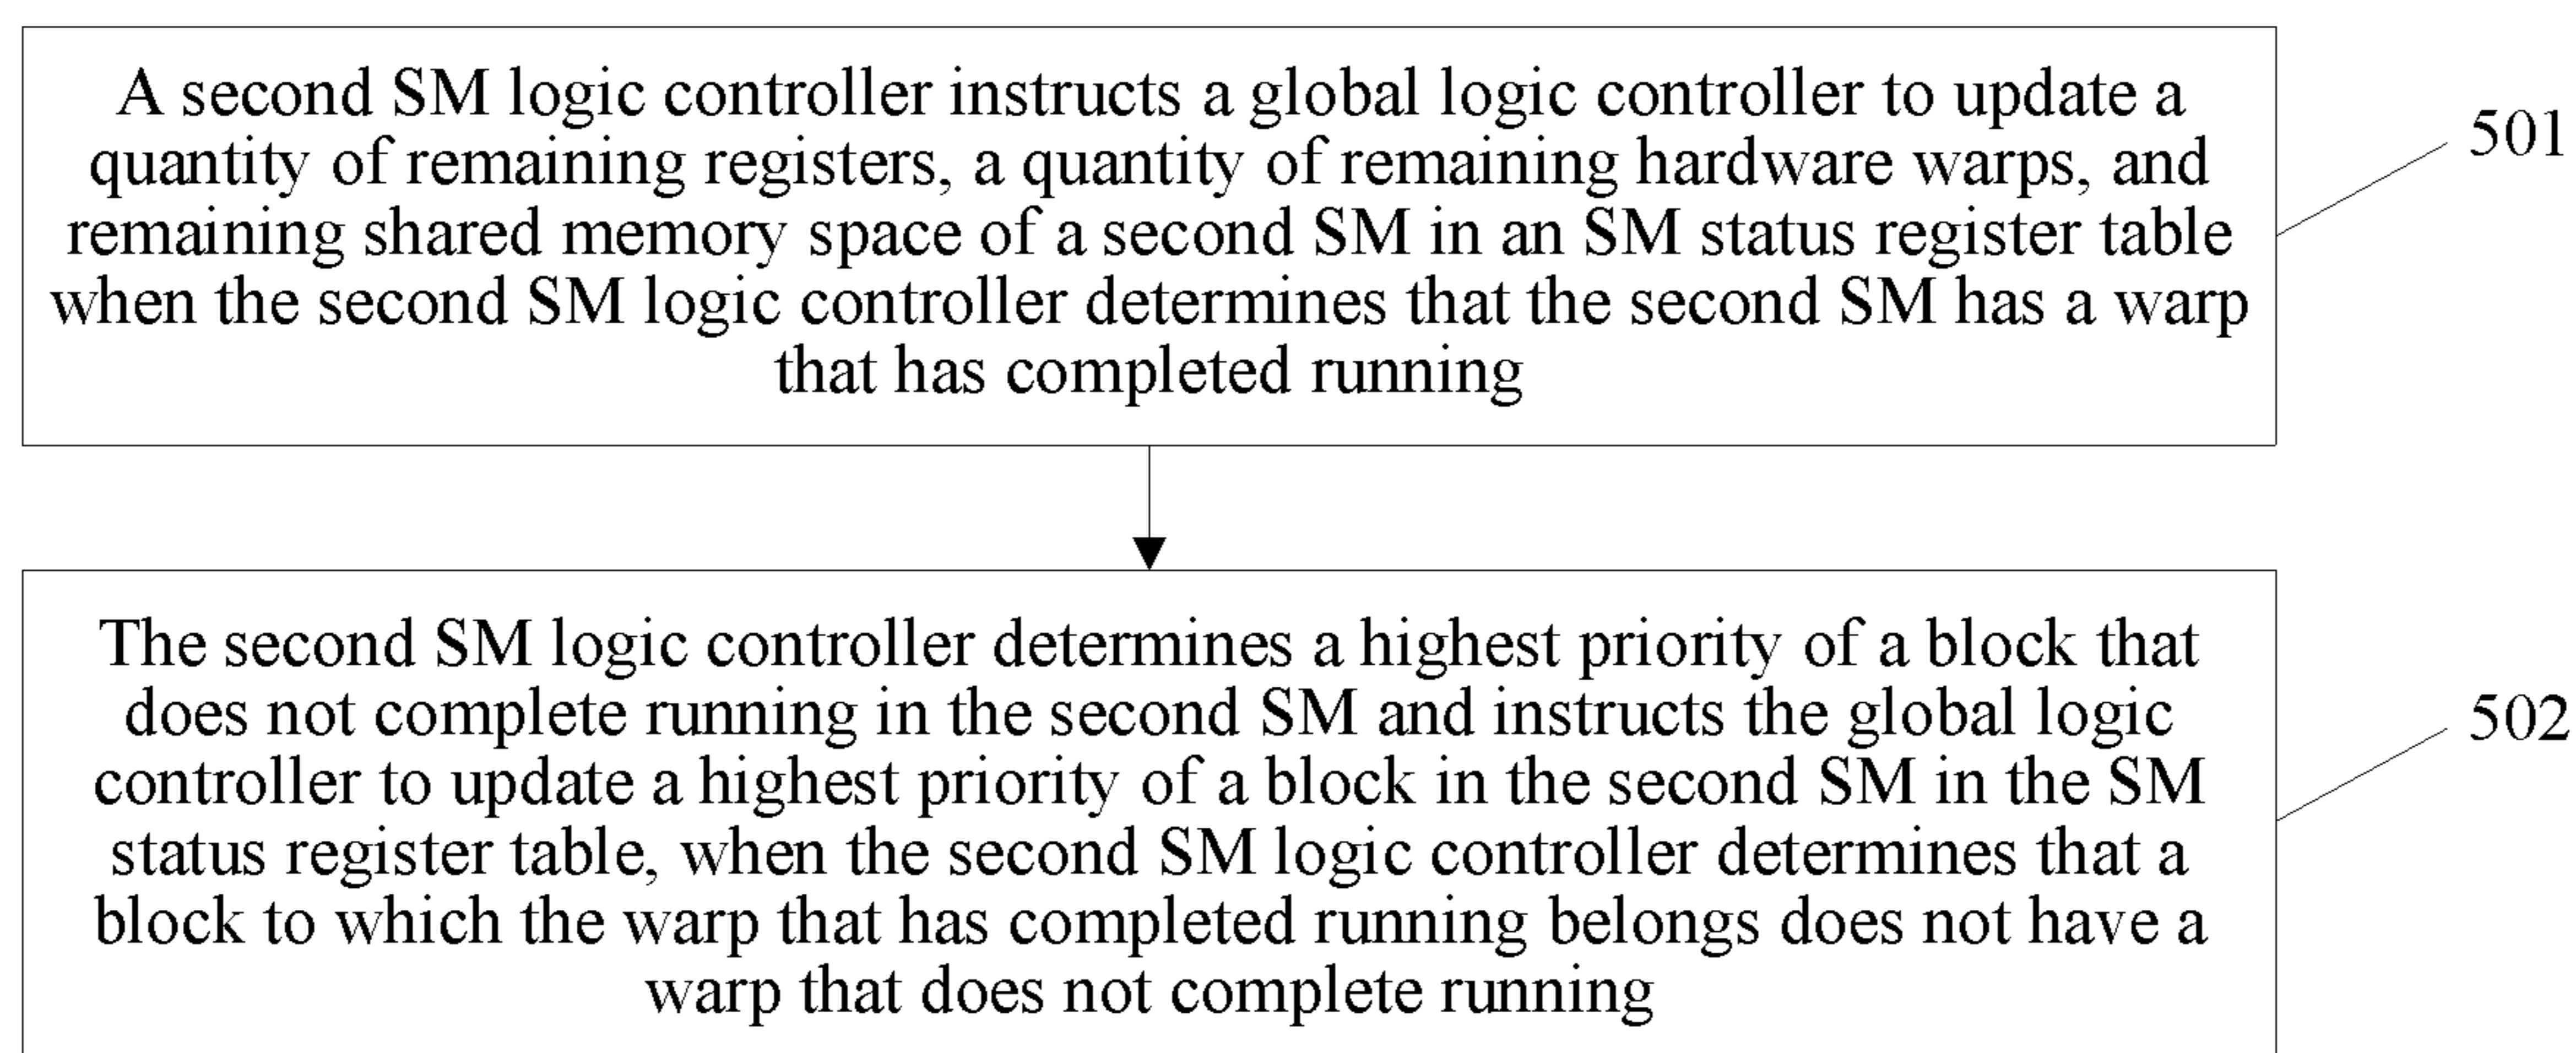 A second SM logic controller instructs a global logic controller to update a
quantity of remaining registers, a quantity of remaining hardware warps, and
remaining shared memory space of a second SM in an SM status register table
when the second SM logic controller determines that the second SM has a warp
that has completed running
501
The second SM logic controller determines a highest priority of a block that
does not complete running in the second SM and instructs the global logic
controller to update a highest priority of a block in the second SM in the SM
status register table, when the second SM logic controller determines that a
block to which the warp that has completed running belongs does not have a
warp that does not complete running
502